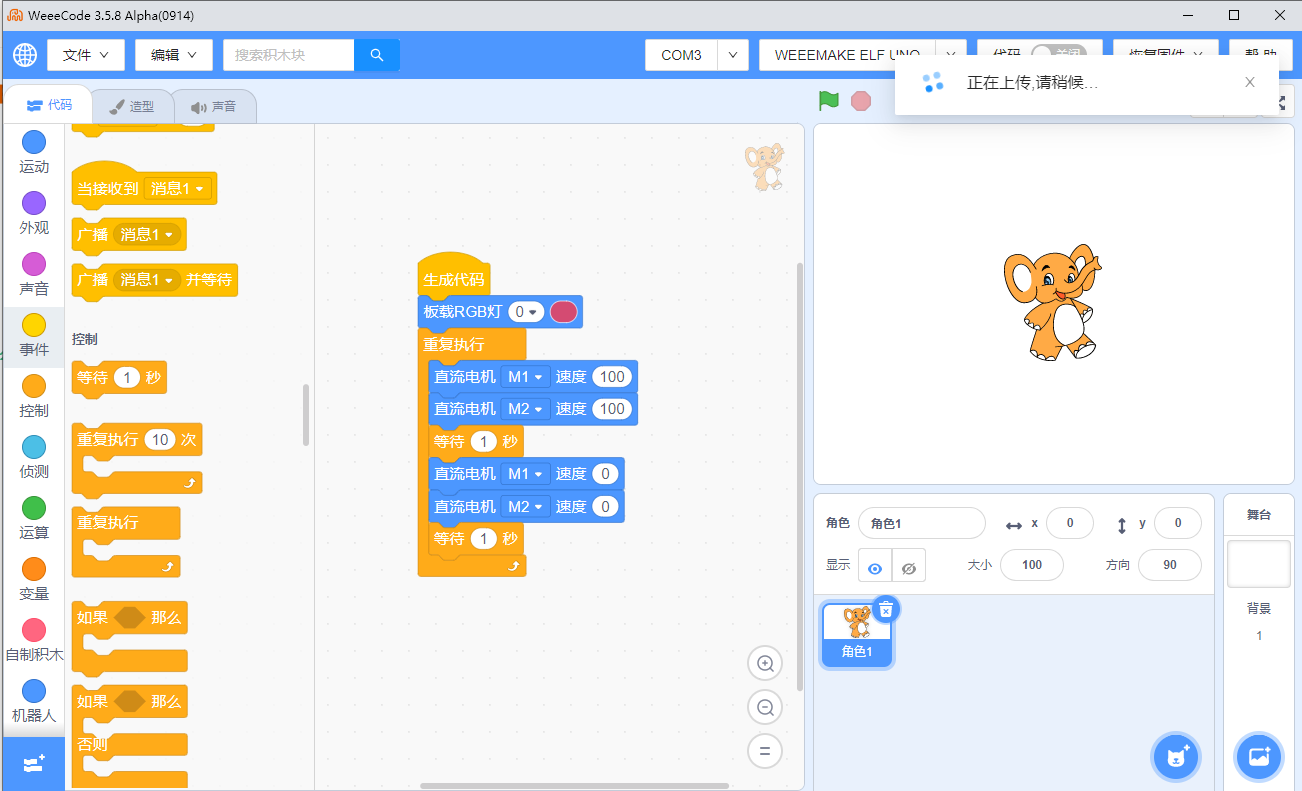 WeeeCode 3.5.8 Alpha(0914)
文件
编辑
搜索积木块
COM3
WEEEMAKE ELF UNO
代码
关闭
恢复固件
帮 助
正在上传,请稍候...
代码
造型
声音
运动
外观
声音
事件
控制
侦测
运算
变量
自制积木
机器人
当接收到 消息1
广播 消息1
广播 消息1 并等待
控制
等待 1 秒
重复执行 10 次
重复执行
如果 那么
如果 那么
否则
生成代码
板载RGB灯 0
重复执行
直流电机 M1 速度 100
直流电机 M2 速度 100
等待 1 秒
直流电机 M1 速度 0
直流电机 M2 速度 0
等待 1 秒
角色 角色1 x 0 y 0
显示 大小 100 方向 90
角色1
舞台
背景
1